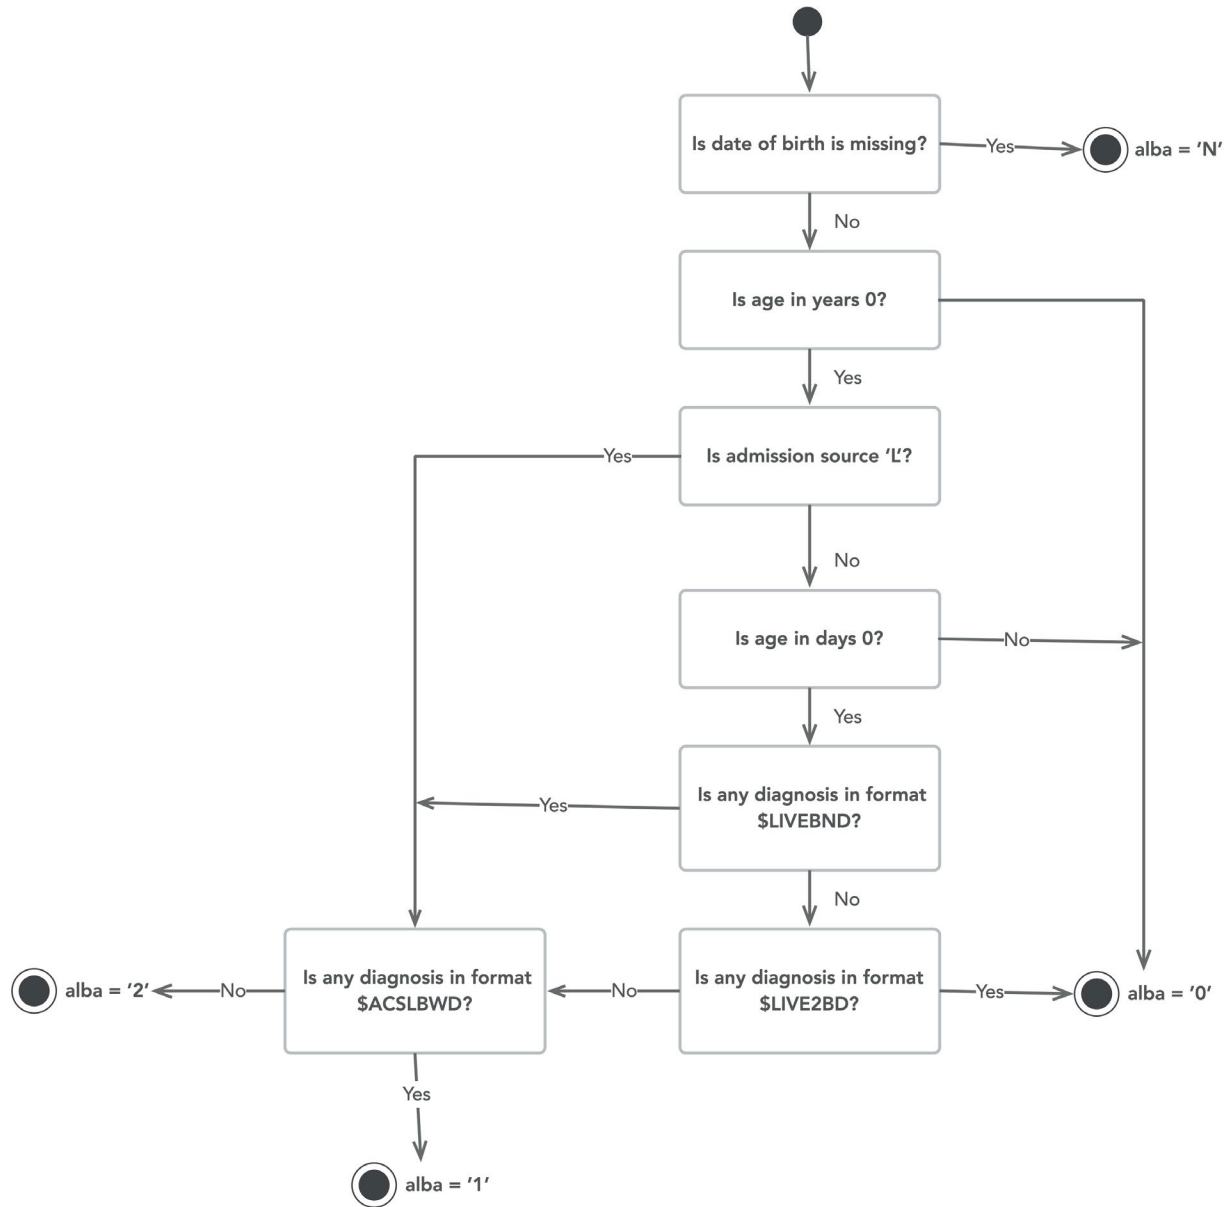 Is date of birth is missing?
Yes
alba = 'N'
No
Is age in years 0?
Yes
Is admission source 'L'?
Yes
No
Is age in days 0?
No
Yes
Is any diagnosis in format
$LIVEBND?
Yes
No
Is any diagnosis in format
$LIVE2BD?
Yes
alba = '0'
No
Is any diagnosis in format
$ACSLBWD?
No
alba = '2'
Yes
alba = '1'